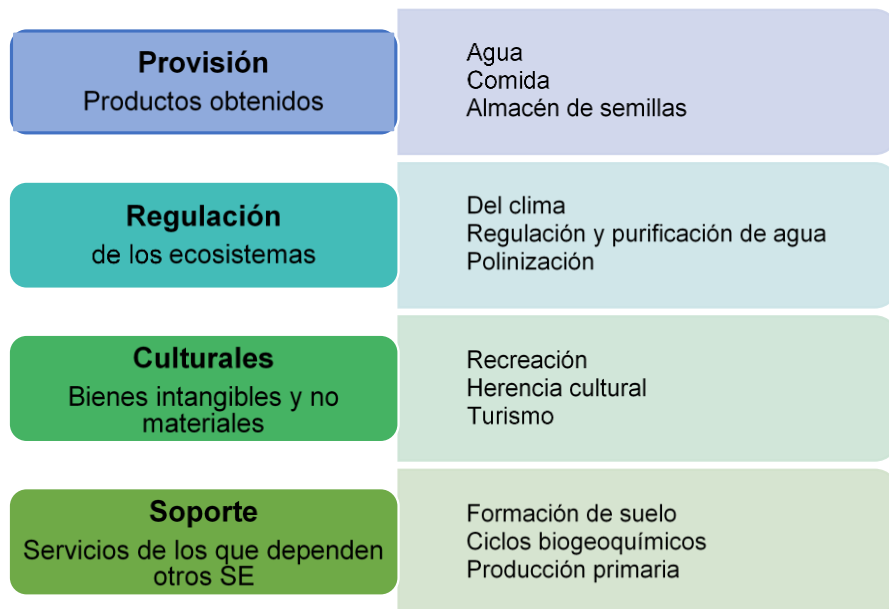 Provisión
Productos obtenidos
Agua
Comida
Almacén de semillas
Regulación
de los ecosistemas
Del clima
Regulación y purificación de agua
Polinización
Culturales
Bienes intangibles y no
materiales
Recreación
Herencia cultural
Turismo
Soporte
Servicios de los que dependen
otros SE
Formación de suelo
Ciclos biogeoquímicos
Producción primaria